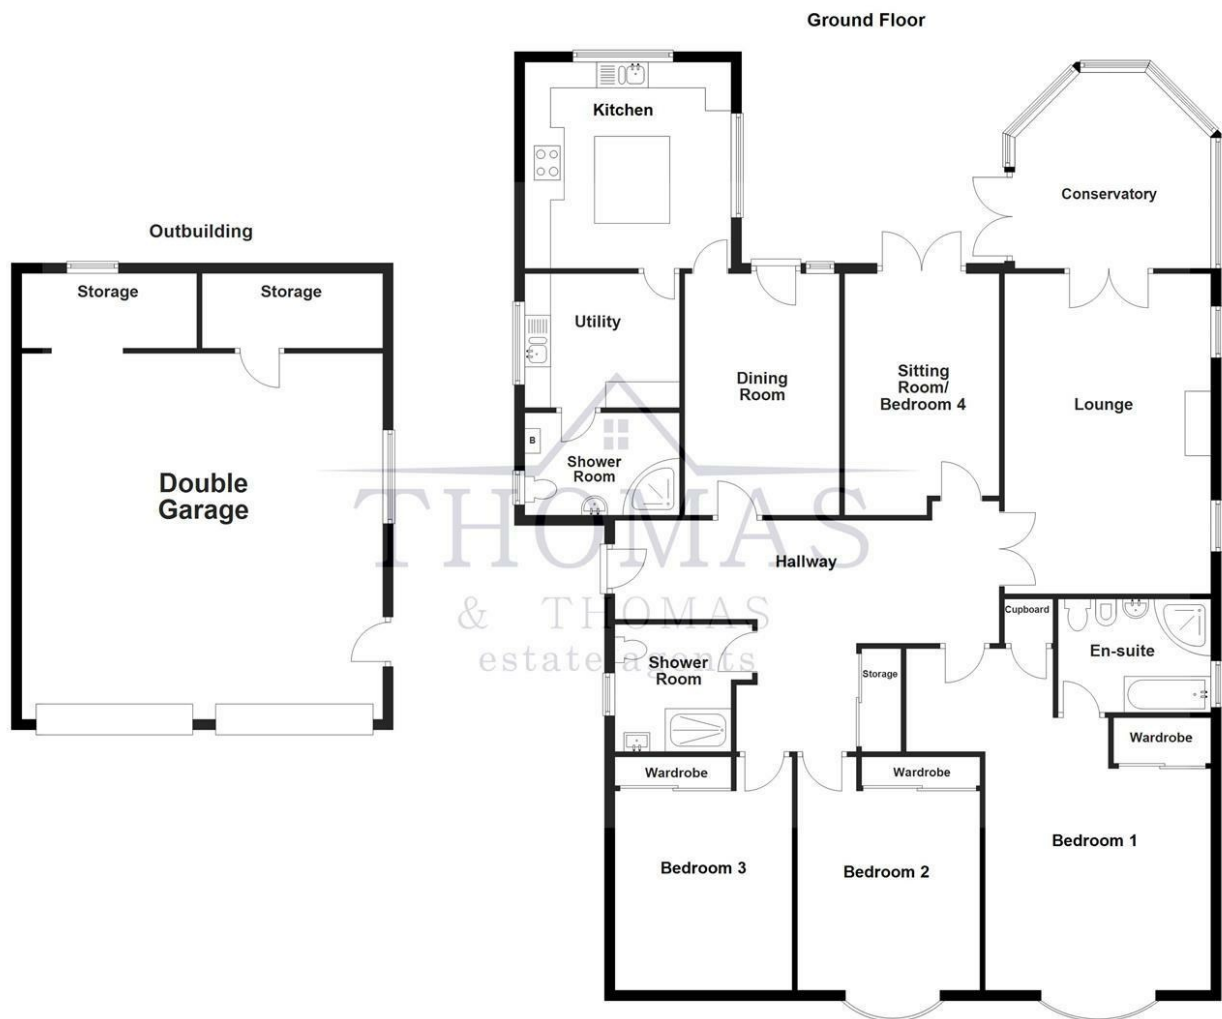 Ground Floor
Kitchen
Conservatory
Outbuilding
Storage
Storage
Utility
Dining
Room
Sitting
Room/
Bedroom 4
Lounge
B
Shower
Room
Double
Garage
THOMAS
& THOMAS
estate agents
Hallway
Cupboard
Shower
Room
En-suite
Storage
Wardrobe
Wardrobe
Wardrobe
Bedroom 1
Bedroom 3
Bedroom 2